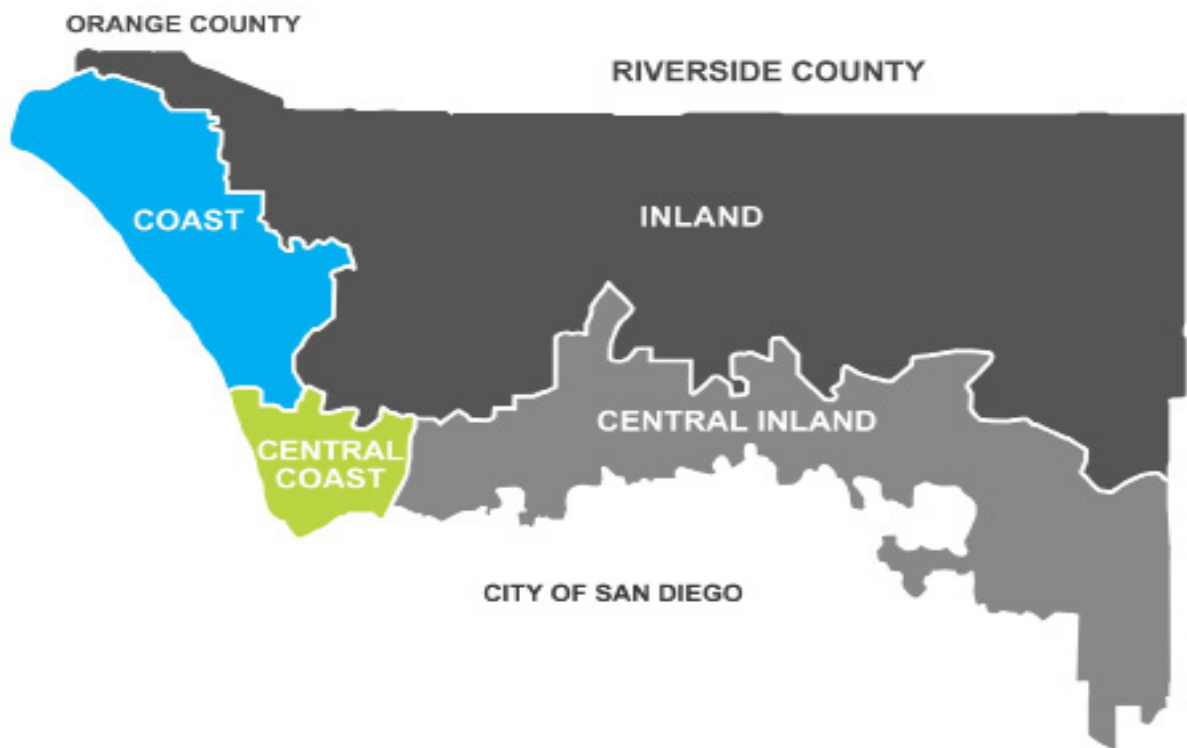 ORANGE COUNTY
RIVERSIDE COUNTY
COAST
INLAND
CENTRAL INLAND
CENTRAL
COAST
CITY OF SAN DIEGO